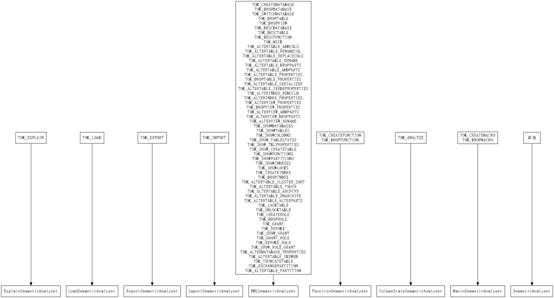 TOK_CREATEDATABASE
TOK_DROPDATABASE
TOK_SWITCHDATABASE
TOK_DROPTABLE
TOK_DROPVIEW
TOK_DESCDATABASE
TOK_DESCTABLE
TOK_DESCFUNCTION
TOK_MSCK
TOK_ALTERTABLE_ADDCOLS
TOK_ALTERTABLE_RENAMECOL
TOK_ALTERTABLE_REPLACECOLS
TOK_ALTERTABLE_RENAME
TOK_ALTERTABLE_DROPPARTS
TOK_ALTERTABLE_ADDPARTS
TOK_ALTERTABLE_PROPERTIES
TOK_DROPTABLE_PROPERTIES
TOK_ALTERTABLE_SERIALIZER
TOK_ALTERTABLE_SERDEPROPERTIES
TOK_ALTERINDEX_REBUILD
TOK_ALTERINDEX_PROPERTIES
TOK_ALTERVIEW_PROPERTIES
TOK_DROPVIEW_PROPERTIES
TOK_ALTERVIEW_ADDPARTS
TOK_ALTERVIEW_DROPPARTS
TOK_ALTERVIEW_RENAME
TOK_SHOWDATABASES
TOK_SHOWTABLES
TOK_SHOWCOLUMNS
TOK_SHOW_TABLESTATUS
TOK_SHOW_TBLPROPERTIES
TOK_SHOW_CREATETABLE
TOK_SHOWFUNCTIONS
TOK_SHOWPARTITIONS
TOK_SHOWINDEXES
TOK_SHOWLOCKS
TOK_CREATEINDEX
TOK_DROPINDEX
TOK_ALTERTABLE_CLUSTER_SORT
TOK_ALTERTABLE_TOUCH
TOK_ALTERTABLE_ARCHIVE
TOK_ALTERTABLE_UNARCHIVE
TOK_ALTERTABLE_ALTERPARTS
TOK_LOCKTABLE
TOK_UNLOCKTABLE
TOK_CREATEROLE
TOK_DROPROLE
TOK_GRANT
TOK_REVOKE
TOK_SHOW_GRANT
TOK_GRANT_ROLE
TOK_REVOKE_ROLE
TOK_SHOW_ROLE_GRANT
TOK_ALTERDATABASE_PROPERTIES
TOK_ALTERTABLE_SKEWED
TOK_TRUNCATETABLE
TOK_EXCHANGEPARTITION
TOK_ALTERTABLE_PARTITION
TOK_EXPLAIN
TOK_LOAD
TOK_EXPORT
TOK_IMPORT
TOK_CREATEFUNCTION
TOK_DROPFUNCTION
TOK_ANALYZE
TOK_CREATEMACRO
TOK_DROPMACRO
其他
ExplainSemanticAnalyzer
LoadSemanticAnalyzer
ExportSemanticAnalyzer
ImportSemanticAnalyzer
DDLSemanticAnalyzer
FunctionSemanticAnalyzer
ColumnStatsSemanticAnalyzer
MacroSemanticAnalyzer
SemanticAnalyzer